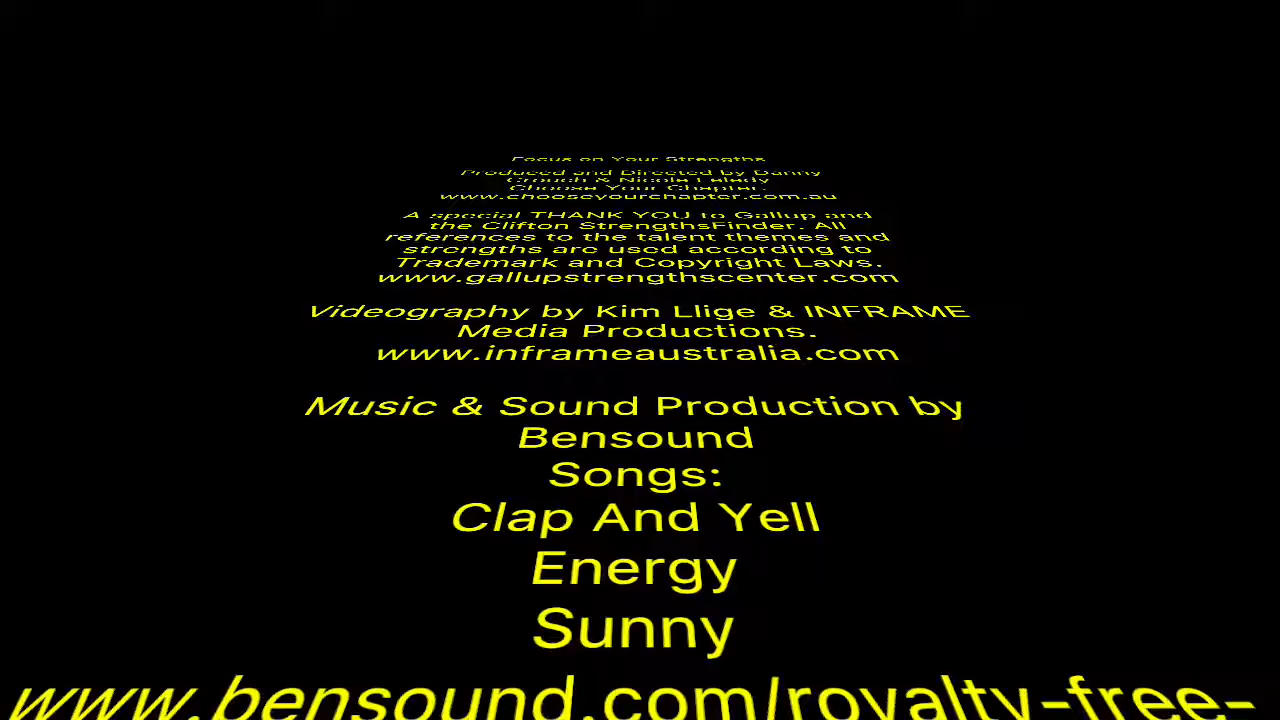 Focus on Your Strengths
Produced and Directed by Danny
Crouch & Nicole
Choose Your Chapter.
www.chooseyourchapter.com.au
A special THANK YOU to Gallup and
the Clifton StrengthsFinder. All
references to the talent themes and
strengths are used according to
Trademark and Copyright Laws.
www.gallupstrengthscenter.com
Videography by Kim Llige & INFRAME
Media Productions.
www.inframeaustralia.com
Music & Sound Production by
Bensound
Songs:
Clap And Yell
Energy
Sunny
www.bensound.com/royalty-free-